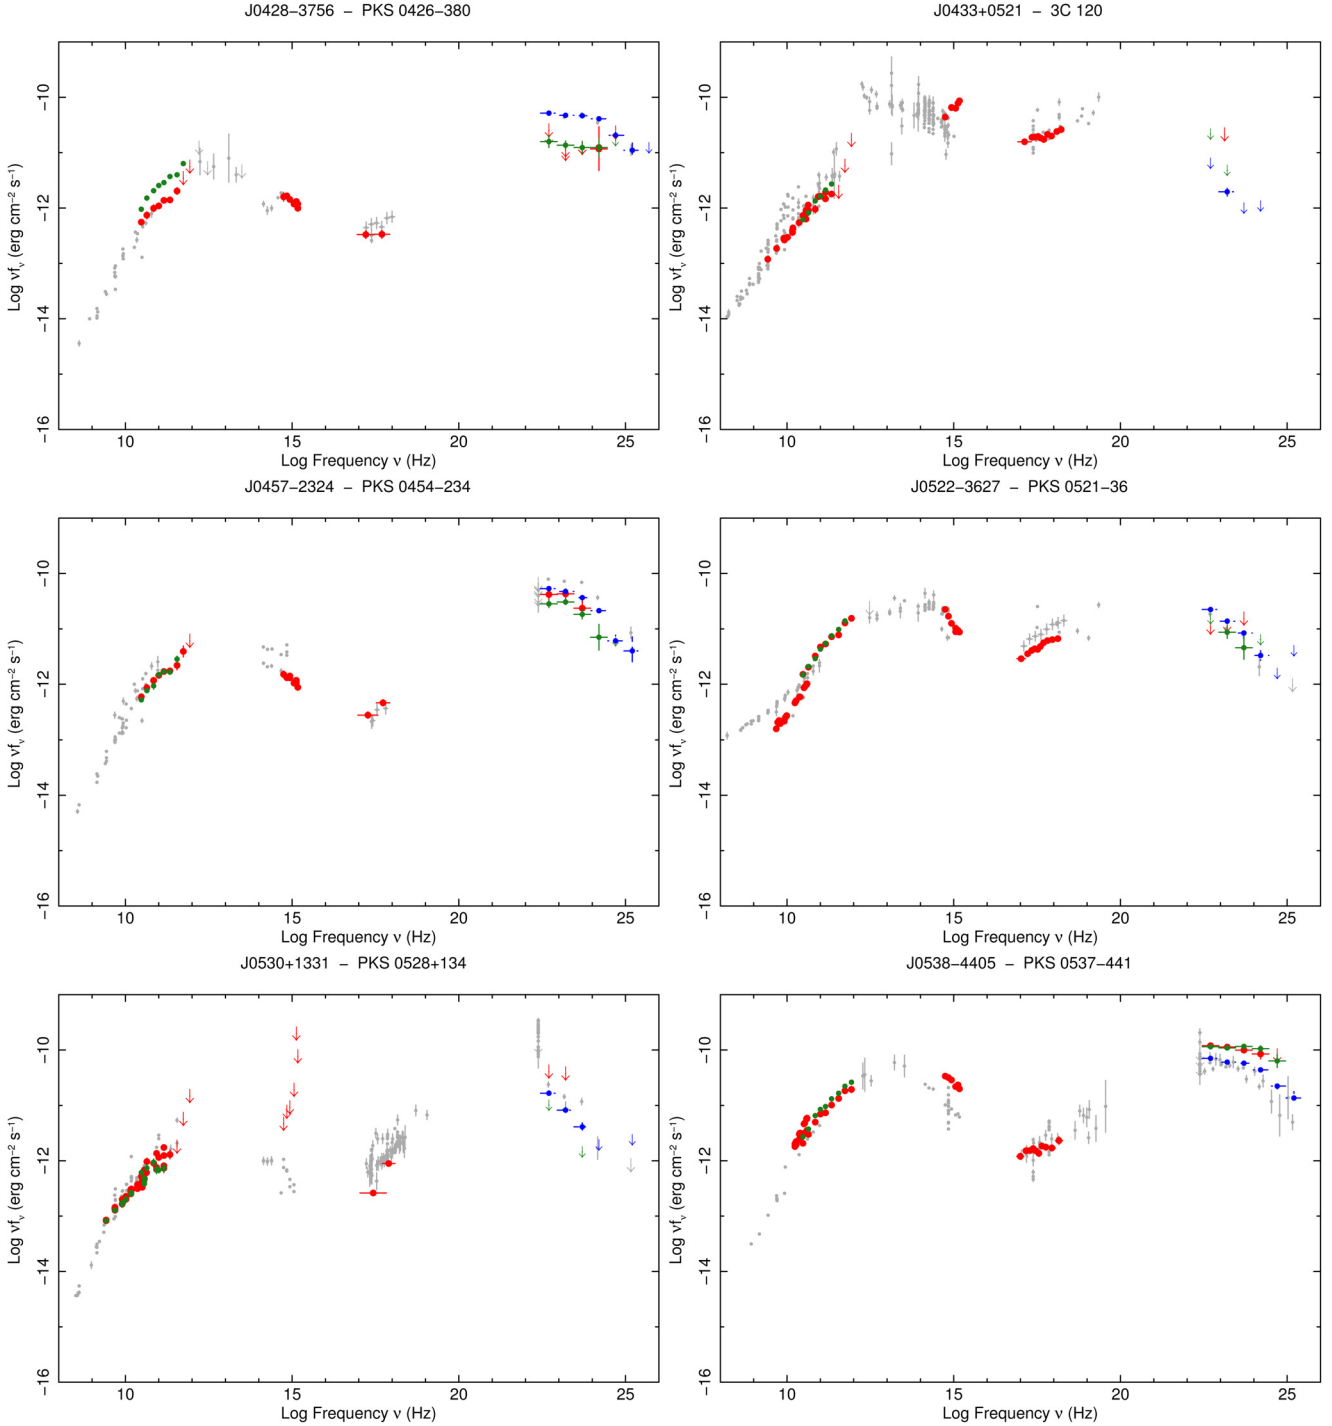 J0428−3756 − PKS 0426−380
Log νfν (erg cm−2 s−1)
−10
−12
−14
−16
10 15 20 25
Log Frequency ν (Hz)
J0433+0521 − 3C 120
Log νfν (erg cm−2 s−1)
−10
−12
−14
−16
10 15 20 25
Log Frequency ν (Hz)
J0457−2324 − PKS 0454−234
Log νfν (erg cm−2 s−1)
−10
−12
−14
−16
10 15 20 25
Log Frequency ν (Hz)
J0522−3627 − PKS 0521−36
Log νfν (erg cm−2 s−1)
−10
−12
−14
−16
10 15 20 25
Log Frequency ν (Hz)
J0530+1331 − PKS 0528+134
Log νfν (erg cm−2 s−1)
−10
−12
−14
−16
10 15 20 25
Log Frequency ν (Hz)
J0538−4405 − PKS 0537−441
Log νfν (erg cm−2 s−1)
−10
−12
−14
−16
10 15 20 25
Log Frequency ν (Hz)